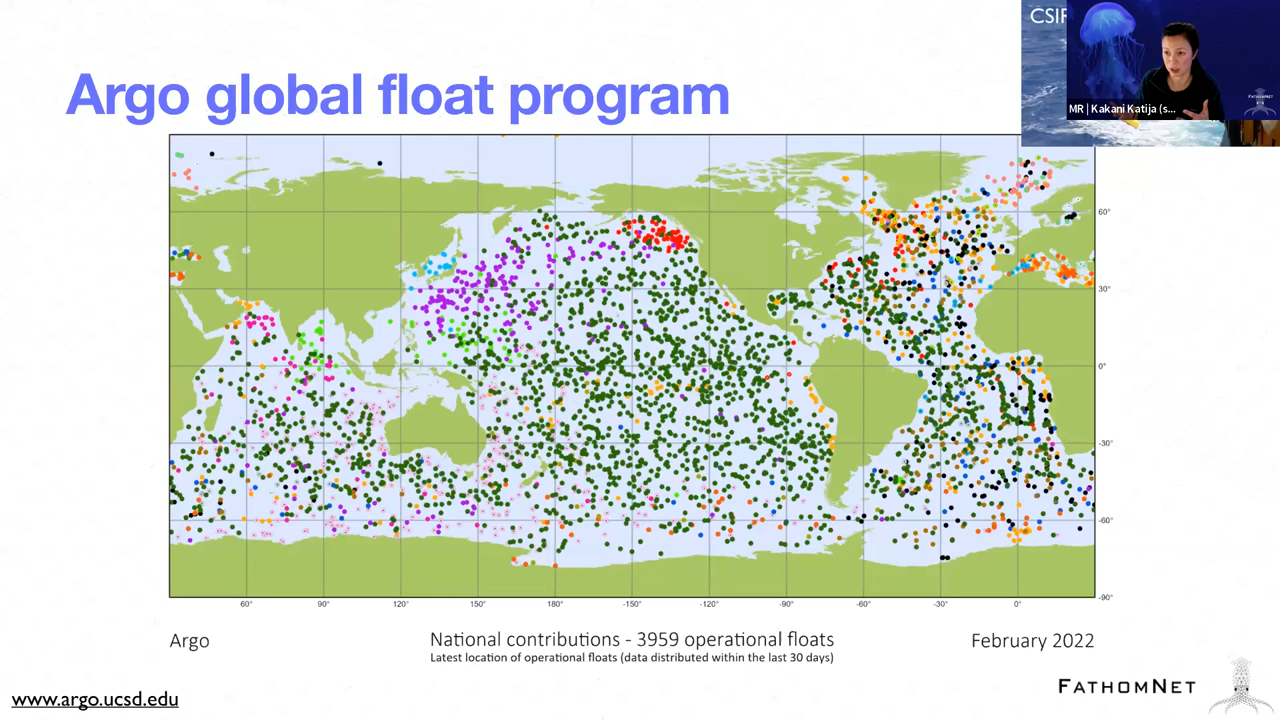 CSIR
MR | Kakani Katija (s...
FATHOMNET
Argo global float program
60°
30°
0°
-30°
-60°
-90°
60°
90°
120°
150°
180°
-150°
-120°
-90°
-60°
-30°
0°
Argo
National contributions - 3959 operational floats
February 2022
Latest location of operational floats (data distributed within the last 30 days)
FATHOMNET
www.argo.ucsd.edu